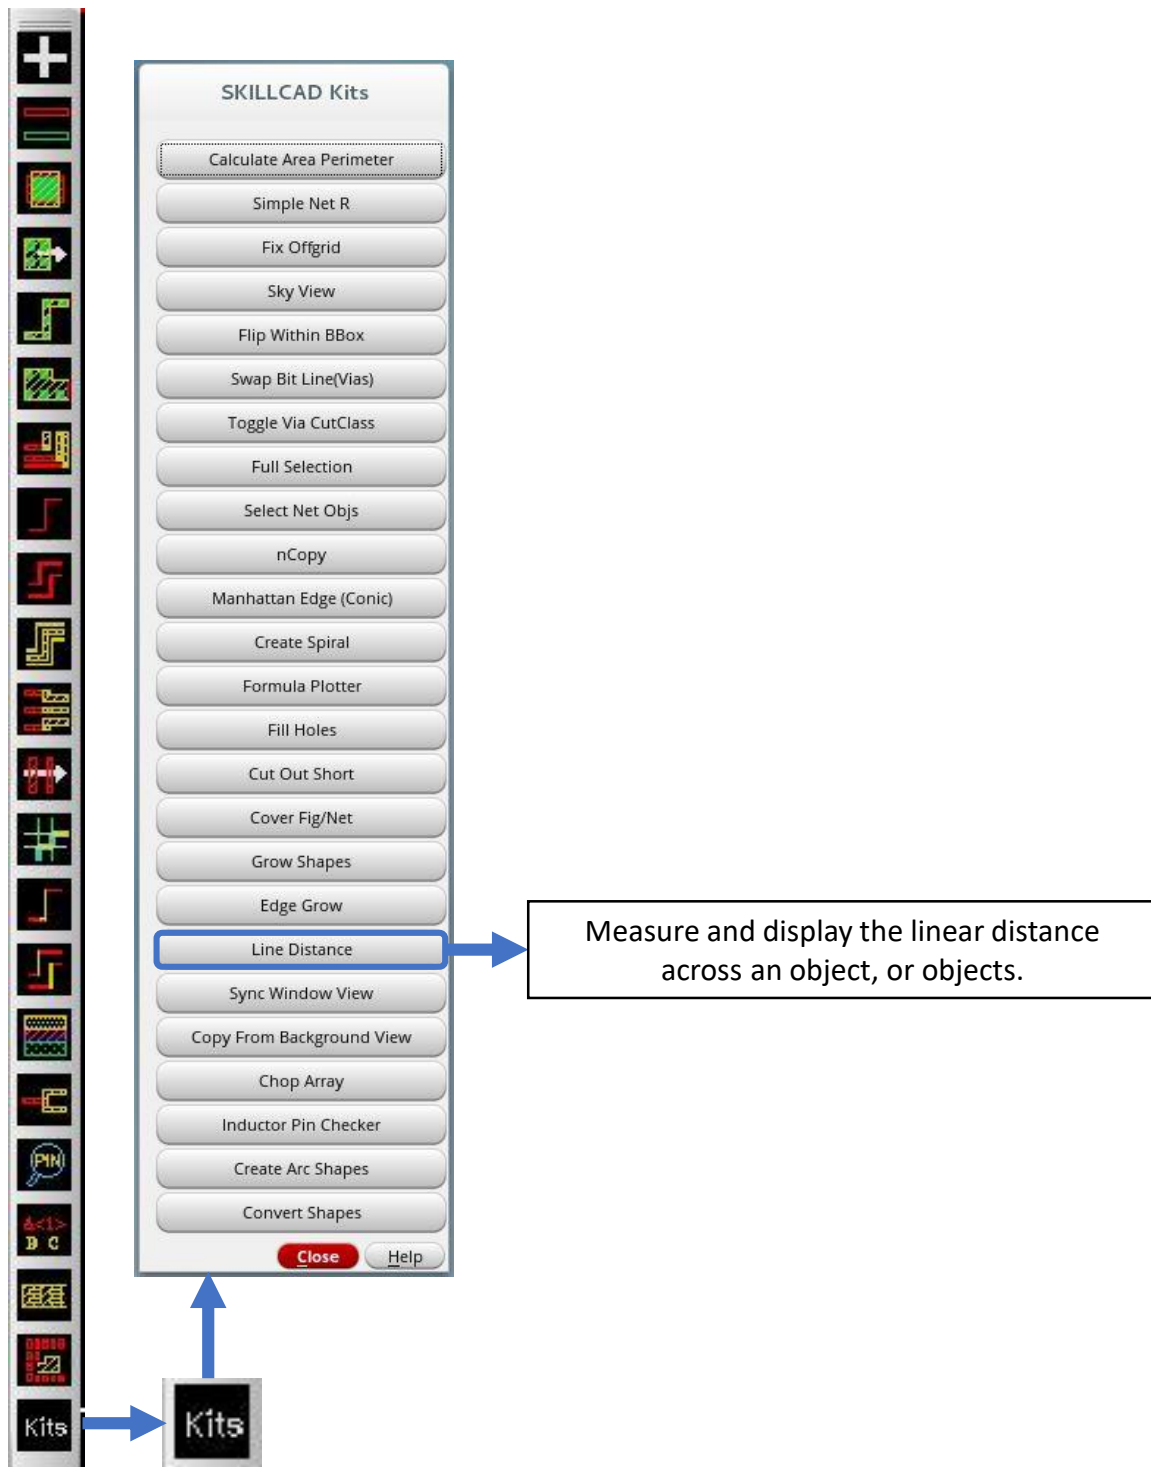 SKILLCAD Kits
Calculate Area Perimeter
Simple Net R
Fix Offgrid
Sky View
Flip Within BBox
Swap Bit Line(Vias)
Toggle Via CutClass
Full Selection
Select Net Objs
nCopy
Manhattan Edge (Conic)
Create Spiral
Formula Plotter
Fill Holes
Cut Out Short
Cover Fig/Net
Grow Shapes
Edge Grow
Line Distance
Measure and display the linear distance
across an object, or objects.
Sync Window View
Copy From Background View
Chop Array
Inductor Pin Checker
Create Arc Shapes
Convert Shapes
Close
Help
PIN
B C
Kits
Kits